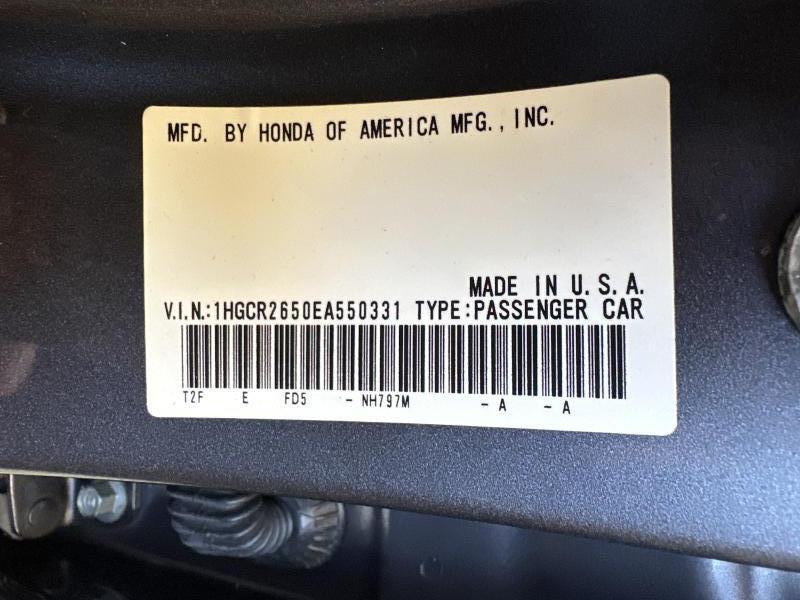 MFD. BY HONDA OF AMERICA MFG., INC.
MADE IN U.S.A.
V.I.N.:1HGCR2650EA550331 TYPE:PASSENGER CAR
T2F E FD5 - NH797M - A - A